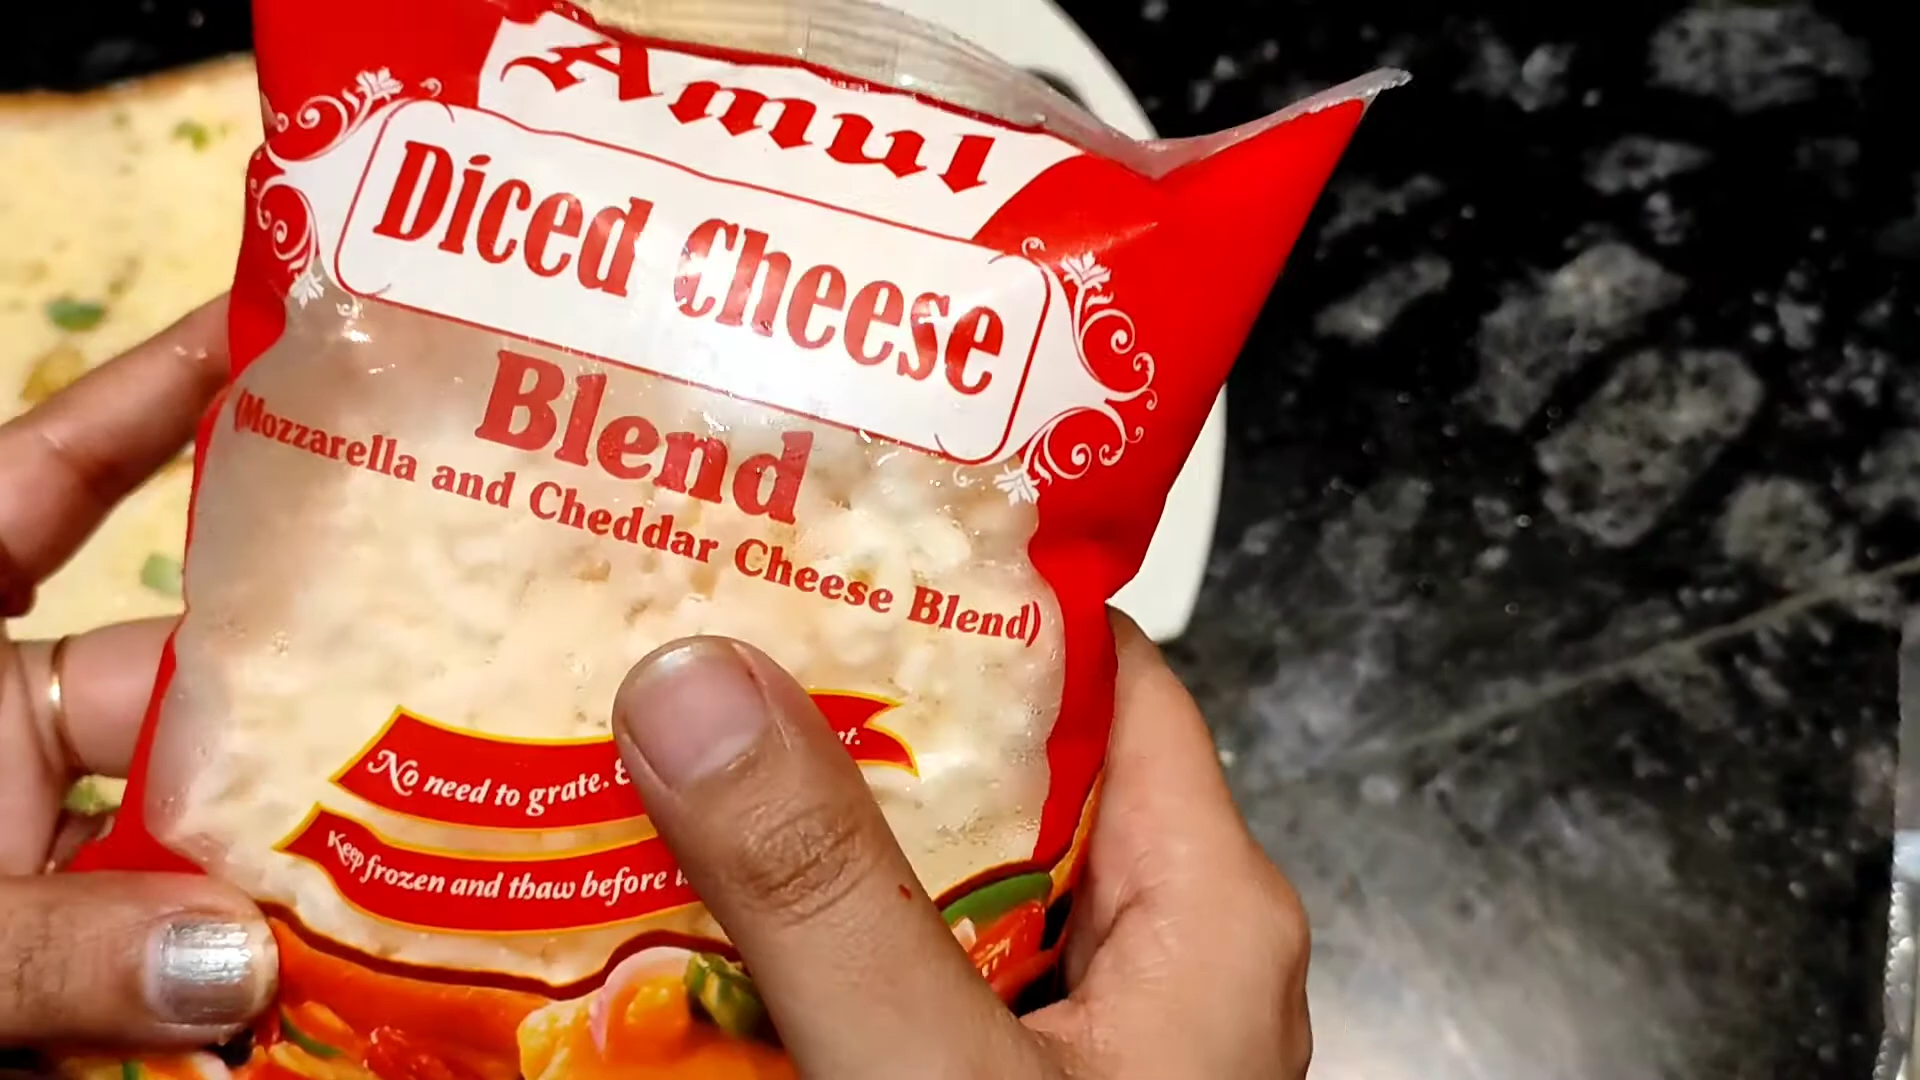 Amul
Diced Cheese
Blend
(Mozzarella and Cheddar Cheese Blend)
No need to grate.
Keep frozen and thaw before